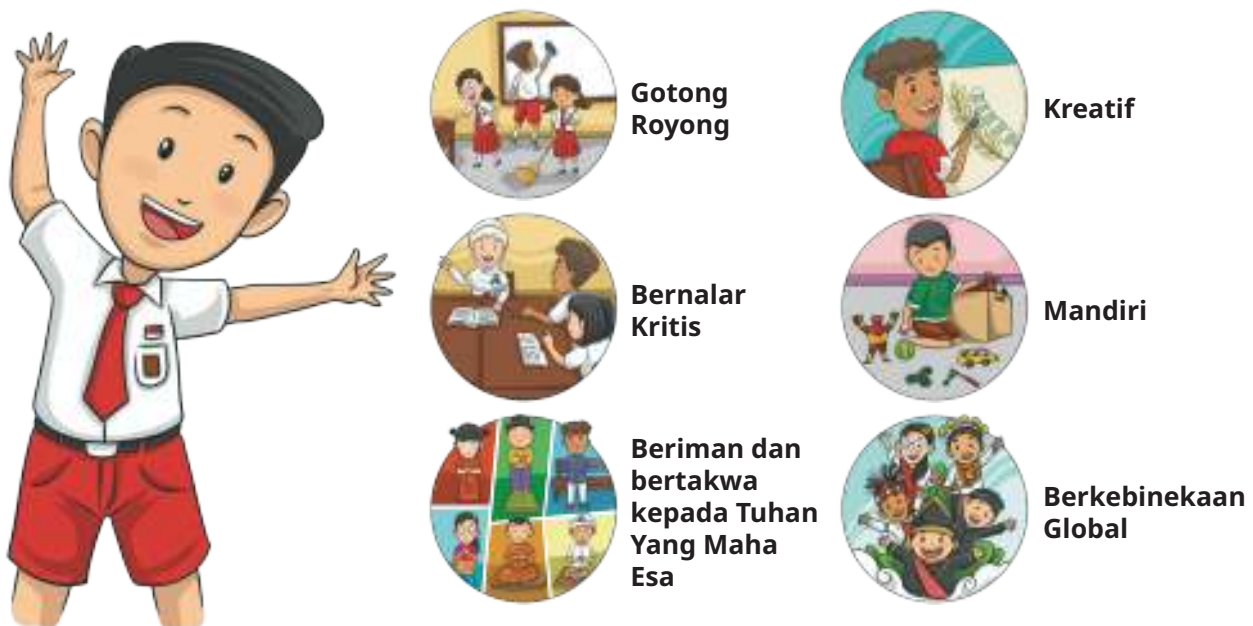 Gotong
Royong
Kreatif
Bernalar
Kritis
Mandiri
Beriman dan
bertakwa
kepada Tuhan
Yang Maha
Esa
Berkebinekaan
Global